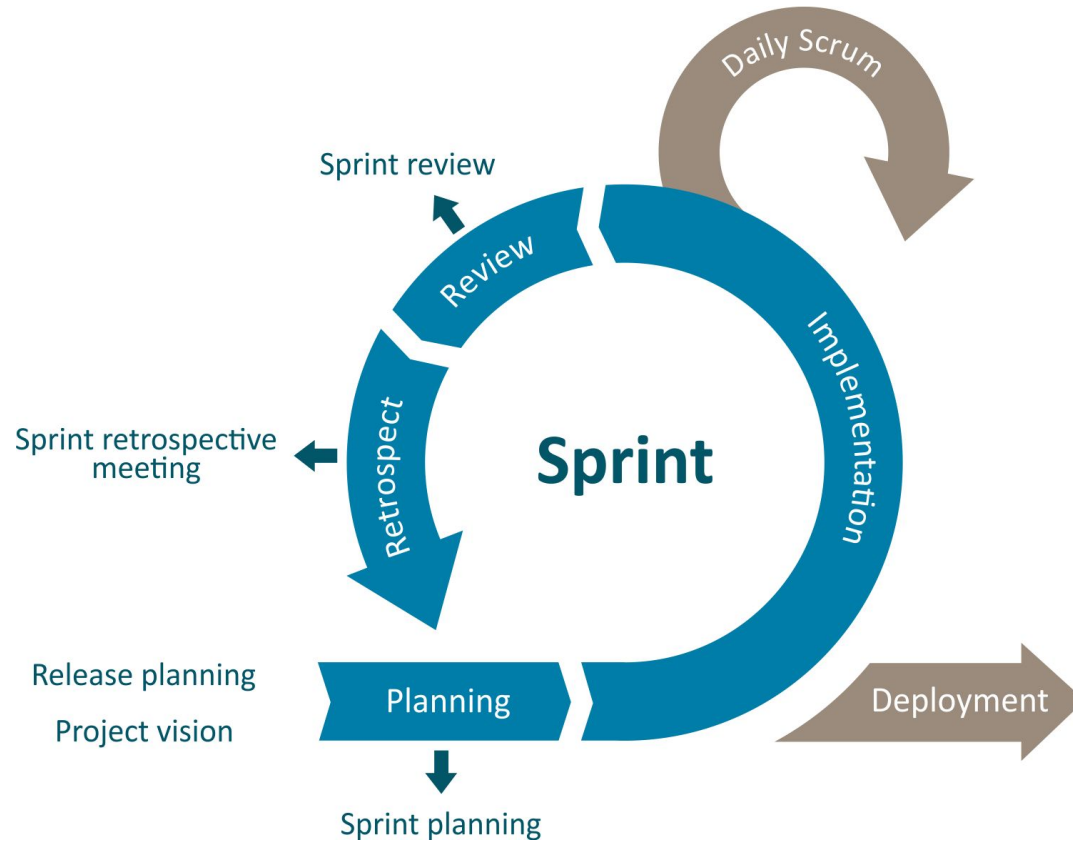 Daily Scrum
Sprint review
Review
Implementation
Sprint retrospective
meeting
Retrospect
Sprint
Release planning
Project vision
Planning
Deployment
Sprint planning